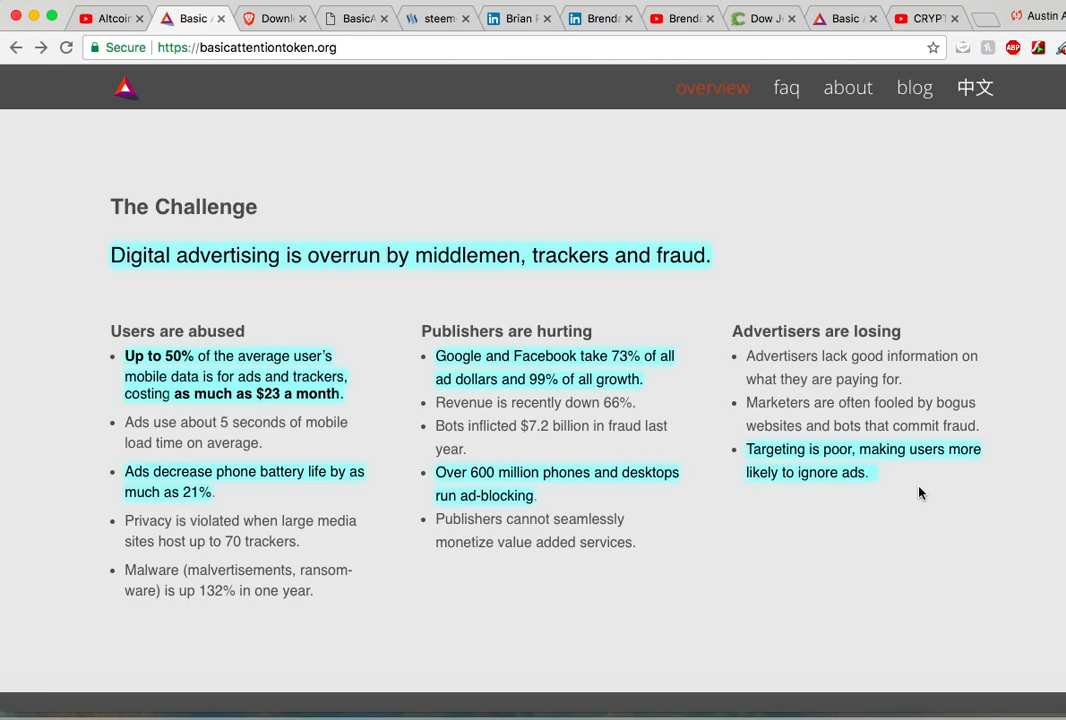 Altcoin
Basic
Downl
BasicA
steem-
Brian
Brenda
Brenda
Dow J
Basic
CRYPT
Austin A
Secure
https://basicattentiontoken.org
ABP
overview
faq
about
blog
中文
The Challenge
Digital advertising is overrun by middlemen, trackers and fraud.
Users are abused
• Up to 50% of the average user's
mobile data is for ads and trackers,
costing as much as $23 a month.
• Ads use about 5 seconds of mobile
load time on average.
• Ads decrease phone battery life by as
much as 21%.
• Privacy is violated when large media
sites host up to 70 trackers.
• Malware (malvertisements, ransom-
ware) is up 132% in one year.
Publishers are hurting
• Google and Facebook take 73% of all
ad dollars and 99% of all growth.
• Revenue is recently down 66%.
• Bots inflicted $7.2 billion in fraud last
year.
• Over 600 million phones and desktops
run ad-blocking.
• Publishers cannot seamlessly
monetize value added services.
Advertisers are losing
• Advertisers lack good information on
what they are paying for.
• Marketers are often fooled by bogus
websites and bots that commit fraud.
• Targeting is poor, making users more
likely to ignore ads.